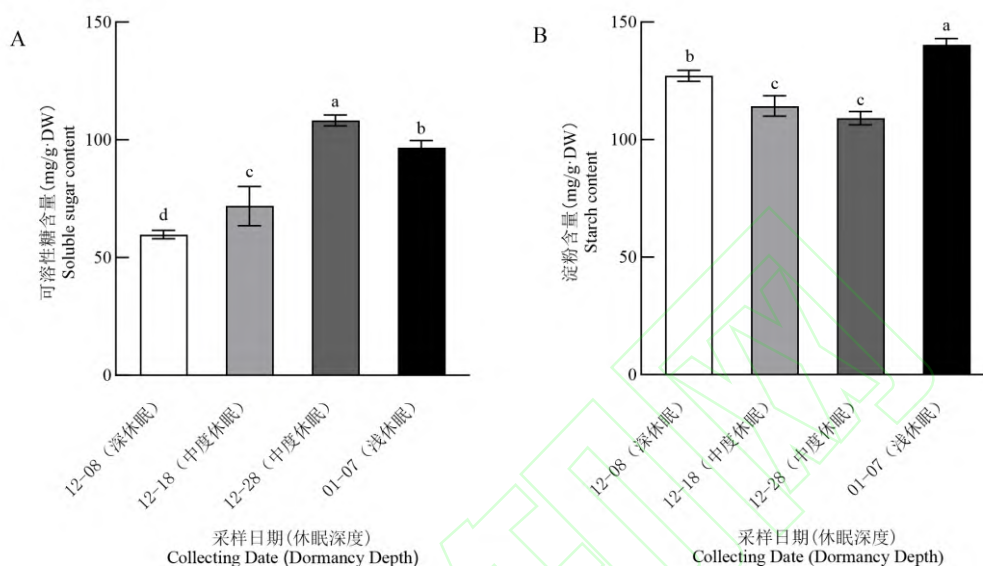 A
可溶性糖含量(mg/g·DW)
Soluble sugar content
150
100
50
0
d
c
a
b
12-08（深休眠）
12-18（中度休眠）
12-28（中度休眠）
01-07（浅休眠）
采样日期(休眠深度)
Collecting Date (Dormancy Depth)
B
淀粉含量(mg/g·DW)
Starch content
150
100
50
0
b
c
c
a
12-08（深休眠）
12-18（中度休眠）
12-28（中度休眠）
01-07（浅休眠）
采样日期(休眠深度)
Collecting Date (Dormancy Depth)